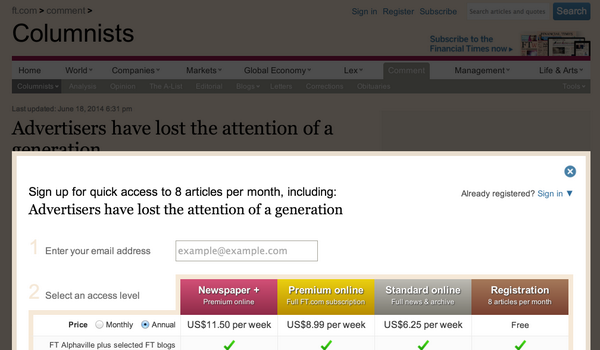 ft.com > comment >
Sign in Register Subscribe
Search articles and quotes
Search
Columnists
Subscribe to the
Financial Times now
Home World Companies Markets Global Economy Lex Comment Management Life & Arts
Columnists Analysis Opinion The A-List Editorial Blogs Letters Corrections Obituaries Tools
Last updated: June 18, 2014 6:31 pm
Advertisers have lost the attention of a
generation
Sign up for quick access to 8 articles per month, including:
Already registered? Sign in
Advertisers have lost the attention of a generation
1 Enter your email address
example@example.com
2 Select an access level
Newspaper + Premium online Standard online Registration
Premium online Full FT.com subscription Full news & archive 8 articles per month
Price Monthly Annual US$11.50 per week US$8.99 per week US$6.25 per week Free
FT Alphaville plus selected FT blogs